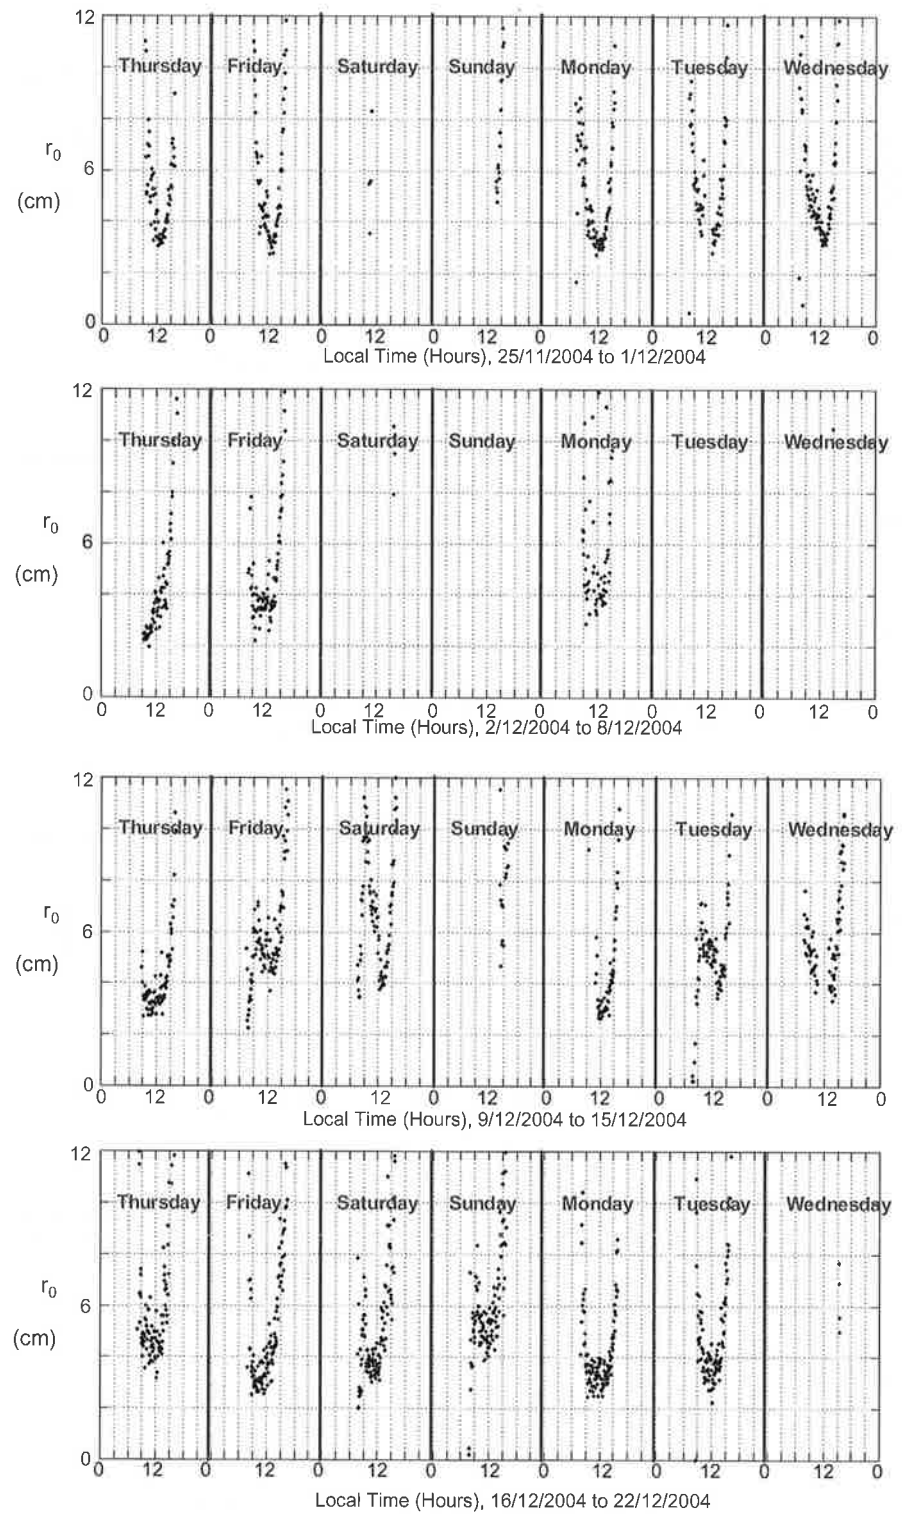 12
Thursday Friday Saturday Sunday Monday Tuesday Wednesday
r0
6
(cm)
0
0 12 0 12 0 12 0 12 0 12 0 12 0 12 0
Local Time (Hours), 25/11/2004 to 1/12/2004
12
Thursday Friday Saturday Sunday Monday Tuesday Wednesday
r0
6
(cm)
0
0 12 0 12 0 12 0 12 0 12 0 12 0 12 0
Local Time (Hours), 2/12/2004 to 8/12/2004
12
Thursday Friday Saturday Sunday Monday Tuesday Wednesday
r0
6
(cm)
0
0 12 0 12 0 12 0 12 0 12 0 12 0 12 0
Local Time (Hours), 9/12/2004 to 15/12/2004
12
Thursday Friday Saturday Sunday Monday Tuesday Wednesday
r0
6
(cm)
0
0 12 0 12 0 12 0 12 0 12 0 12 0 12 0
Local Time (Hours), 16/12/2004 to 22/12/2004